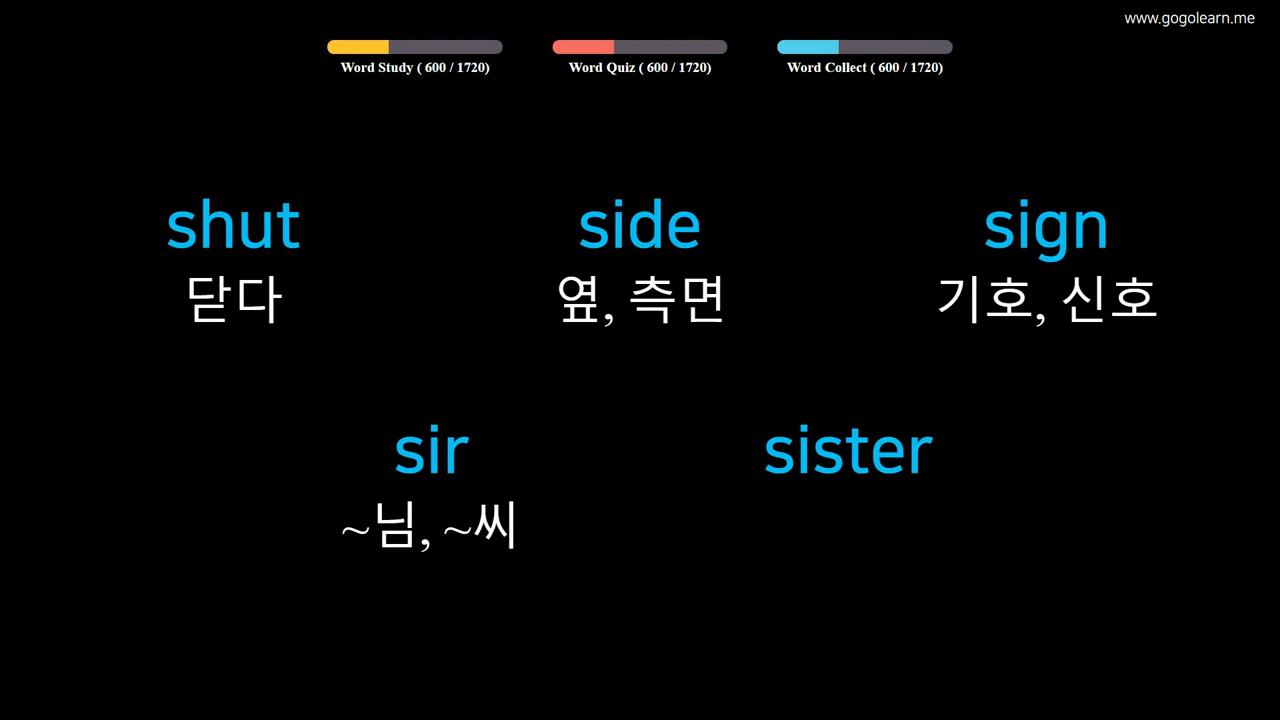 www.gogolearn.me
Word Study ( 600 / 1720)
Word Quiz ( 600 / 1720)
Word Collect ( 600 / 1720)
shut
닫다
side
옆, 측면
sign
기호, 신호
sir
~님, ~씨
sister